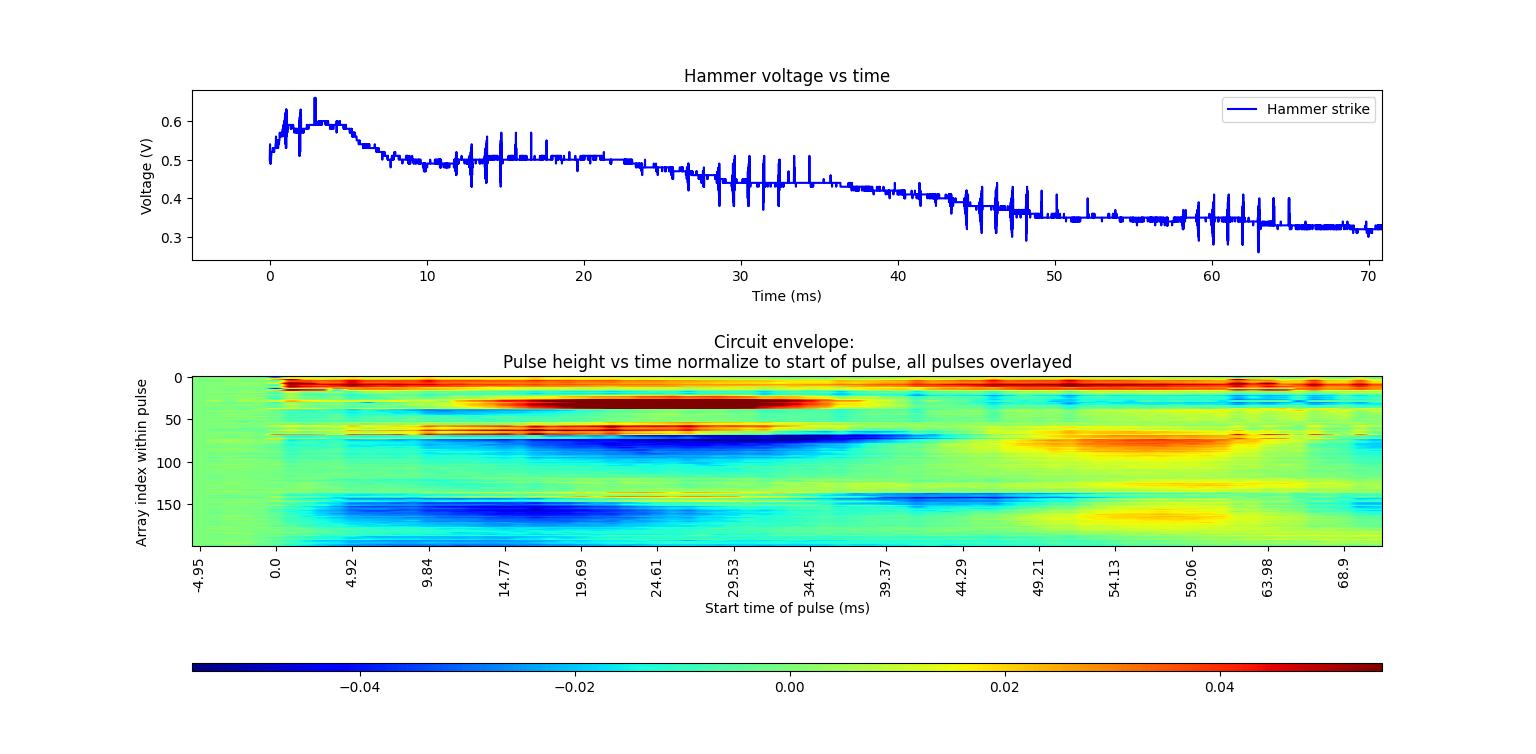 Hammer voltage vs time
Hammer strike
Voltage (V)
0.6
0.5
0.4
0.3
0 10 20 30 40 50 60 70
Time (ms)
Circuit envelope:
Pulse height vs time normalize to start of pulse, all pulses overlayed
Array index within pulse
0
50
100
150
-4.95 0.0 4.92 9.84 14.77 19.69 24.61 29.53 34.45 39.37 44.29 49.21 54.13 59.06 63.98 68.9
Start time of pulse (ms)
−0.04 −0.02 0.00 0.02 0.04